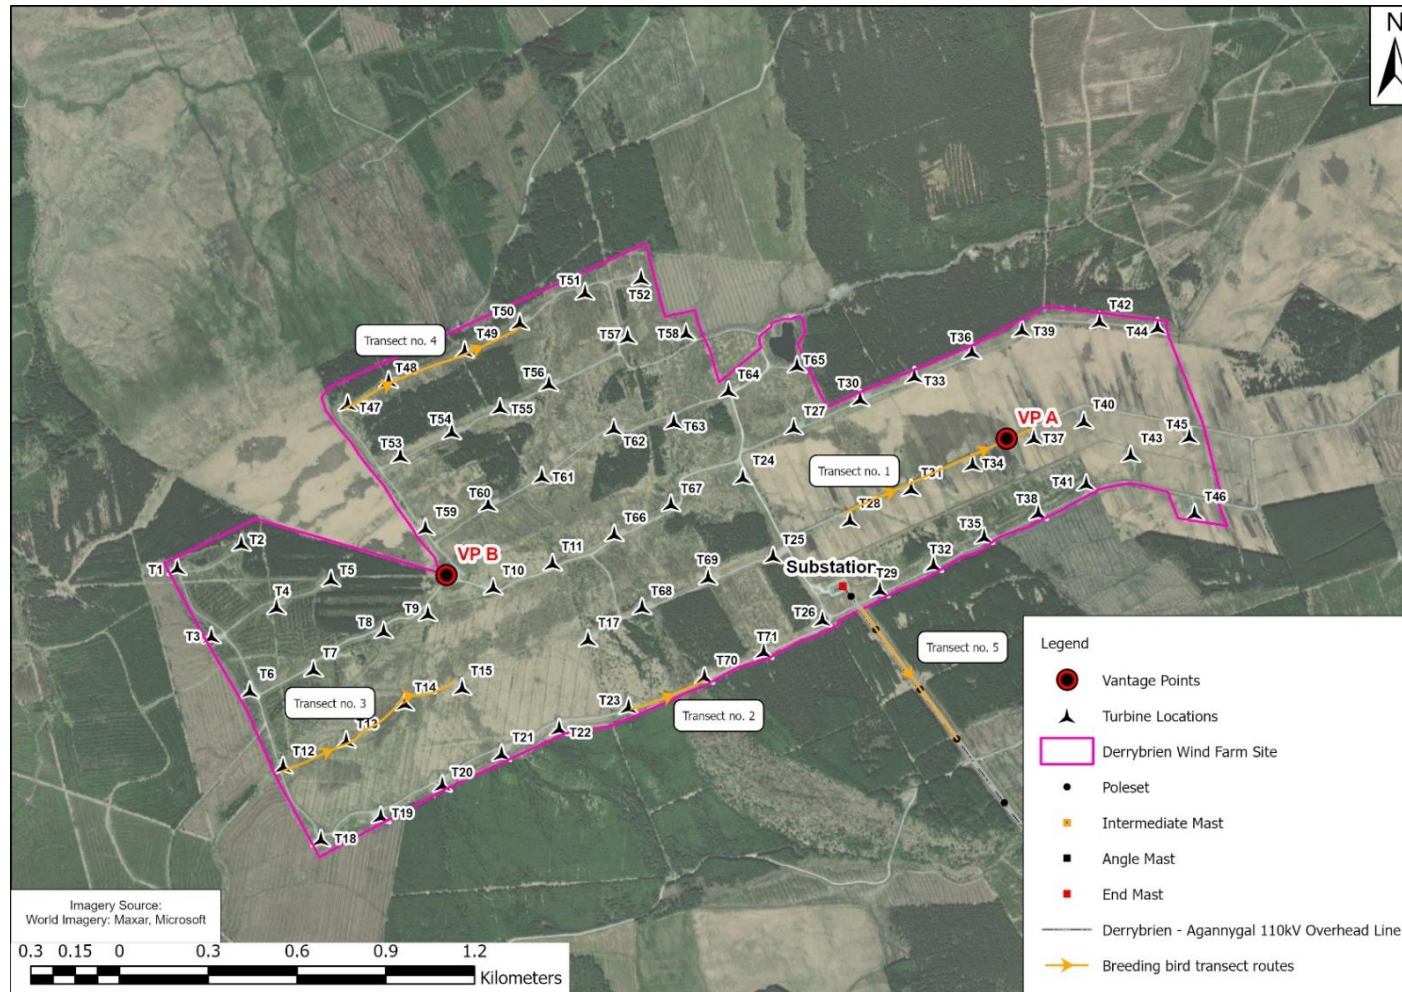 N
T51
T52
T50
T42
T57
T58
T39
T44
Transect no. 4
T49
T36
T48
T65
T56
T64
T30
T33
T47
T55
T40
T54
T63
T27
VP A
T62
T37
T45
T53
T43
Transect no. 1
T34
T24
T61
T31
T41
T60
T67
T28
T38
T46
T59
T66
T35
T2
VP B
T11
T25
T1
T5
T10
T69
Substation
T32
T29
T4
T9
T68
T3
T8
T17
T26
T71
T7
Transect no. 5
T6
T15
T70
Transect no. 3
T14
T23
Transect no. 2
T13
T22
T12
T21
T20
T19
T18
Legend
Vantage Points
Turbine Locations
Derrybrien Wind Farm Site
Poleset
Intermediate Mast
Angle Mast
End Mast
Derrybrien - Agannygal 110kV Overhead Line
Breeding bird transect routes
Imagery Source:
World Imagery: Maxar, Microsoft
0.3 0.15 0 0.3 0.6 0.9 1.2
Kilometers